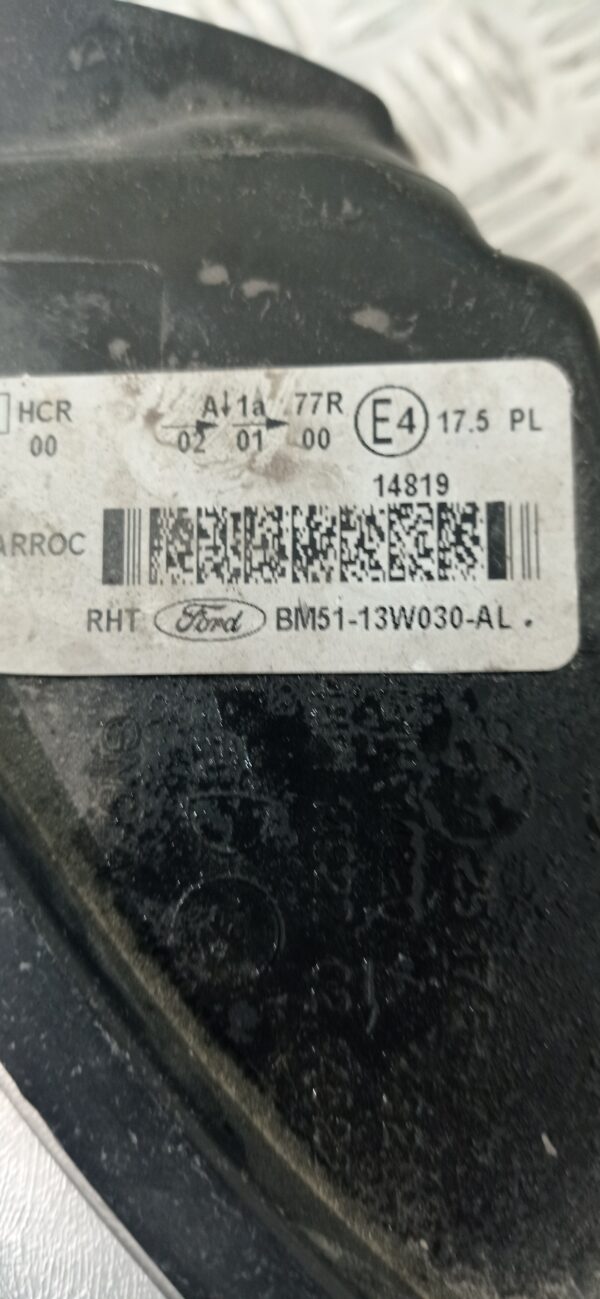 HCR A↓ 1a 77R E4 17.5 PL
00 02 01 00
14819
ARROC
RHT Ford BM51-13W030-AL .